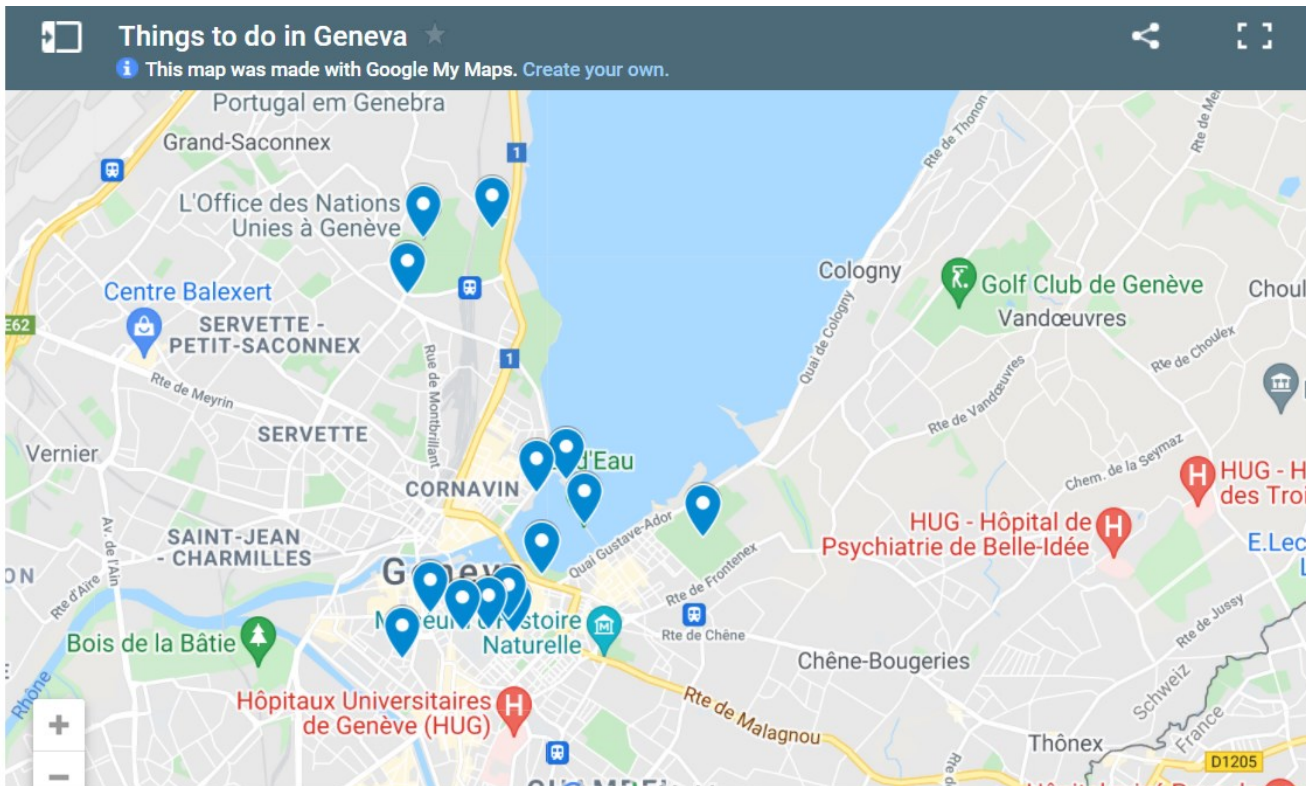 Things to do in Geneva
This map was made with Google My Maps. Create your own.
Portugal em Genebra
Grand-Saconnex
Rte de Thonon
1
L'Office des Nations
Unies à Genève
Cologny
Golf Club de Genève
Vandœuvres
Centre Balexert
E62
SERVETTE -
PETIT-SACONNEX
Quai de Cologny
Rte de Choulex
1
Rte de Meyrin
Rue de Montbrillant
Rte de Vandœuvres
SERVETTE
Vernier
Chem. de la Seymaz
d'Eau
CORNAVIN
HUG - Hôpital de
Psychiatrie de Belle-Idée
SAINT-JEAN
- CHARMILLES
Av. de l'Ain
Quai Gustave-Ador
Rte de Frontenex
Rte d'Aïre
Histoire
Naturelle
Rte de Chêne
Rte de Jussy
Bois de la Bâtie
Chêne-Bougeries
Rhône
Hôpitaux Universitaires
de Genève (HUG)
Rte de Malagnou
Schweiz
France
Thônex
D1205